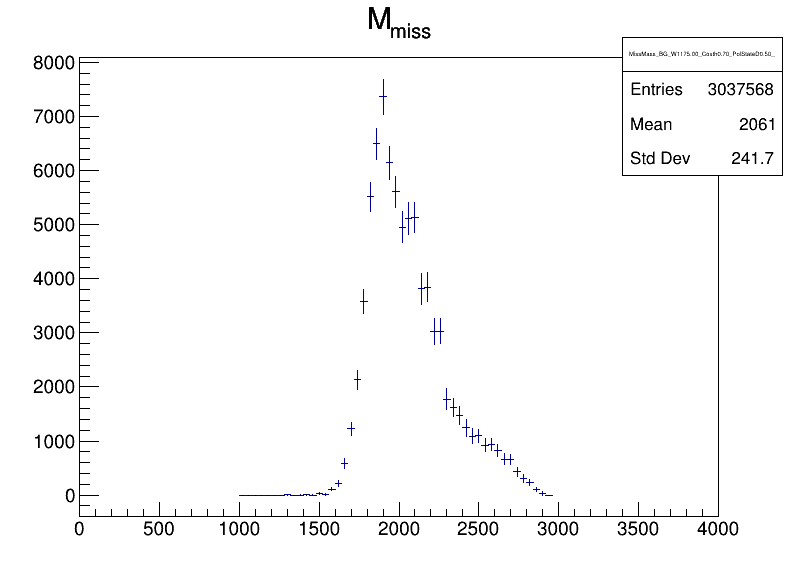 M_miss
MissMass_BG_W1175.00_Costh0.70_PolStateD0.50_
Entries 3037568
Mean 2061
Std Dev 241.7
8000
7000
6000
5000
4000
3000
2000
1000
0
0 500 1000 1500 2000 2500 3000 3500 4000